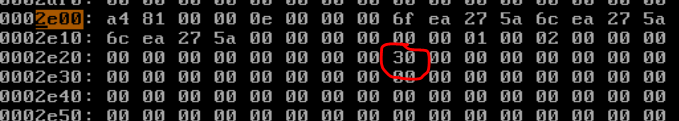 0002e00: a4 81 00 00 0e 00 00 00 6f ea 27 5a 6c ea 27 5a
0002e10: 6c ea 27 5a 00 00 00 00 00 00 01 00 02 00 00 00
0002e20: 00 00 00 00 00 00 00 00 30 00 00 00 00 00 00 00
0002e30: 00 00 00 00 00 00 00 00 00 00 00 00 00 00 00 00
0002e40: 00 00 00 00 00 00 00 00 00 00 00 00 00 00 00 00
0002e50: 00 00 00 00 00 00 00 00 00 00 00 00 00 00 00 00